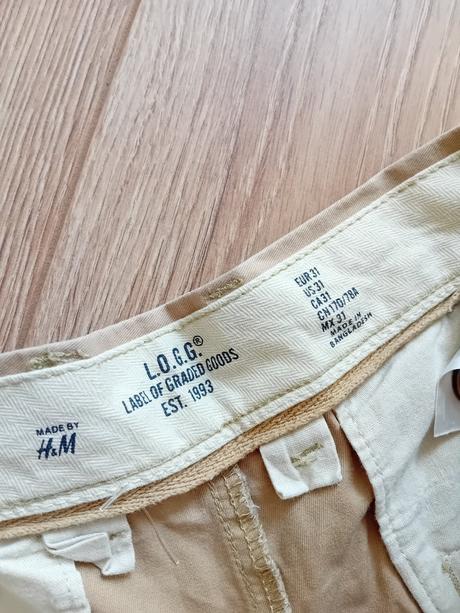 MADE BY
H&M
L.O.G.G.®
LABEL OF GRADED GOODS
EST. 1993
EUR 31
US 31
CA 31
CN 170/78A
MX 31
MADE IN
BANGLADESH